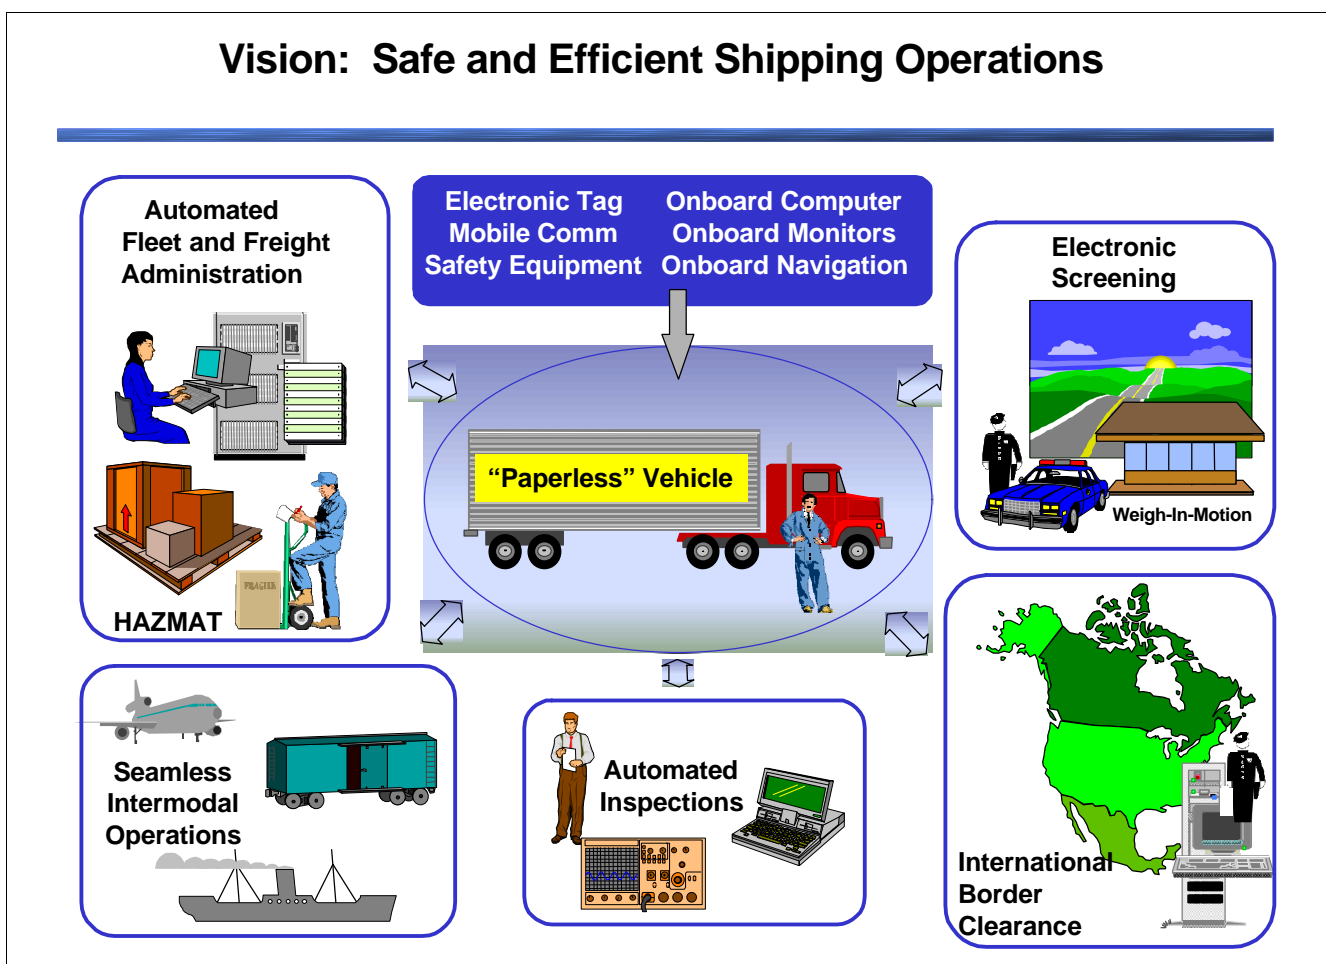 Vision:  Safe and Efficient Shipping Operations
Automated
Fleet and Freight
Administration
HAZMAT
FRAGILE
Electronic Tag
Mobile Comm
Safety Equipment
Onboard Computer
Onboard Monitors
Onboard Navigation
“Paperless” Vehicle
Electronic
Screening
Weigh-In-Motion
Seamless
Intermodal
Operations
Automated
Inspections
International
Border
Clearance